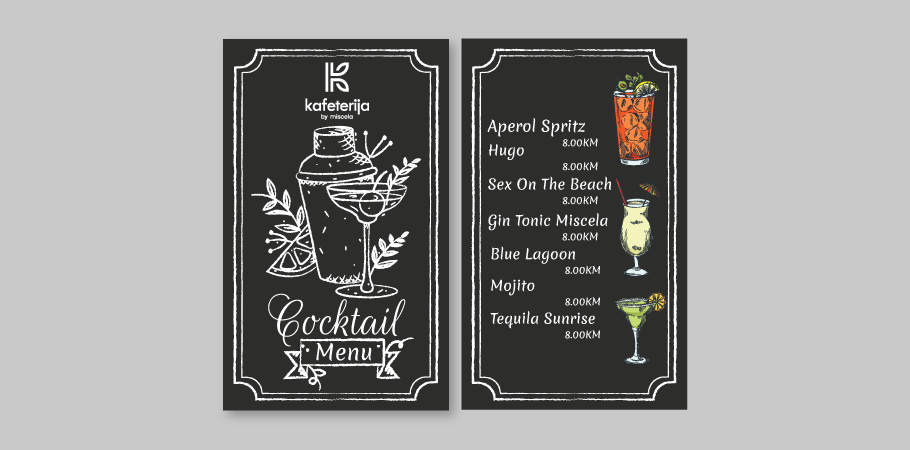 kafeterija
by miscela
Cocktail
Menu
Aperol Spritz
8.00KM
Hugo
8.00KM
Sex On The Beach
8.00KM
Gin Tonic Miscela
8.00KM
Blue Lagoon
8.00KM
Mojito
8.00KM
Tequila Sunrise
8.00KM